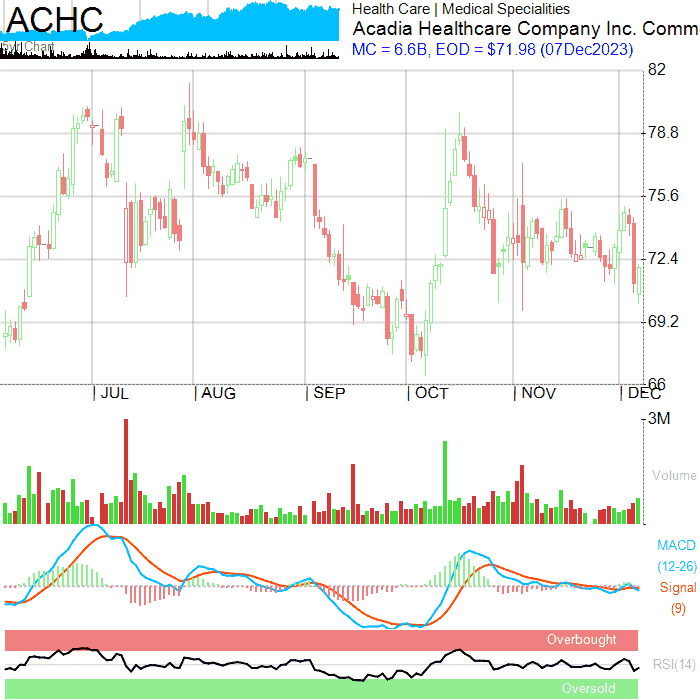 ACHC
5yr Chart
Health Care | Medical Specialities
Acadia Healthcare Company Inc. Comm
MC = 6.6B, EOD = $71.98 (07Dec2023)
82
78.8
75.6
72.4
69.2
66
JUL
AUG
SEP
OCT
NOV
DEC
3M
Volume
MACD
(12-26)
Signal
(9)
Overbought
RSI(14)
Oversold